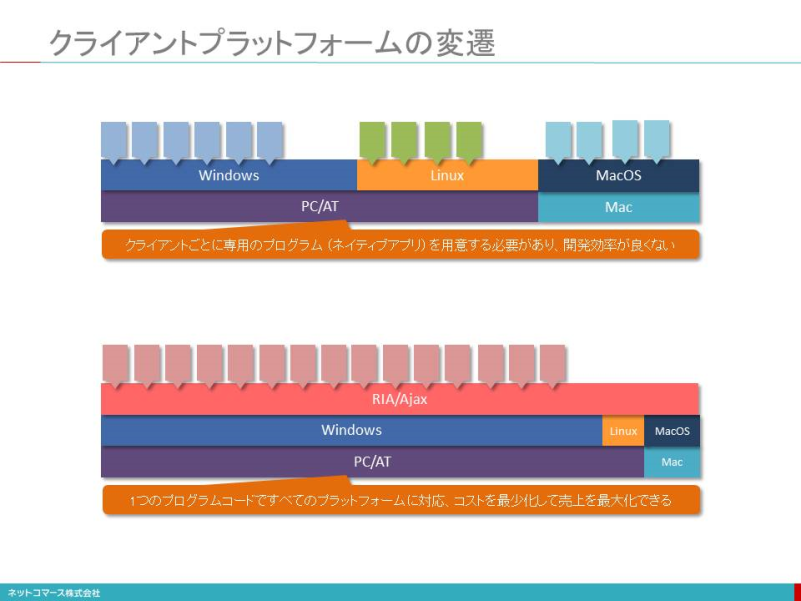 クライアントプラットフォームの変遷
Windows
Linux
MacOS
PC/AT
Mac
クライアントごとに専用のプログラム（ネイティブアプリ）を用意する必要があり、開発効率が良くない
RIA/Ajax
Windows
Linux
MacOS
PC/AT
Mac
1つのプログラムコードですべてのプラットフォームに対応、コストを最少化して売上を最大化できる
ネットコマース株式会社